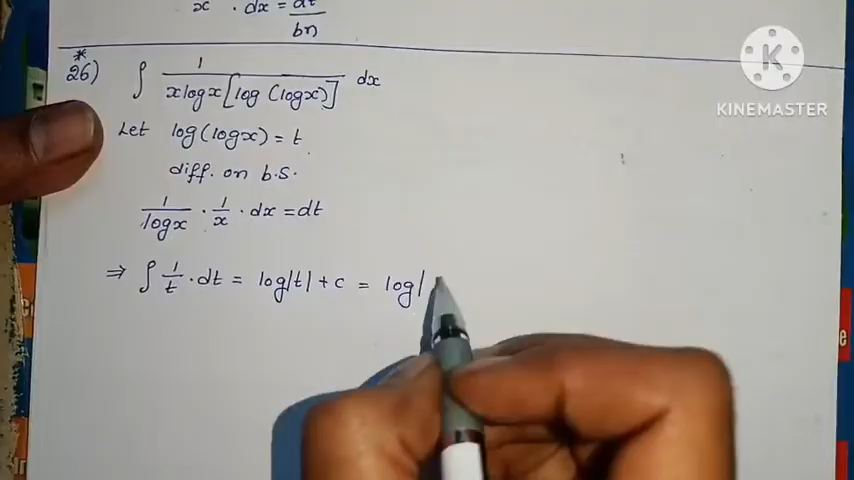 x · dx = dt/bn
* 26) ∫ 1/(x log x [log (log x)]) dx
Let log(log x) = t
diff. on b.s.
1/log x · 1/x · dx = dt
⇒ ∫ 1/t · dt = log|t| + c = log|
KINEMASTER